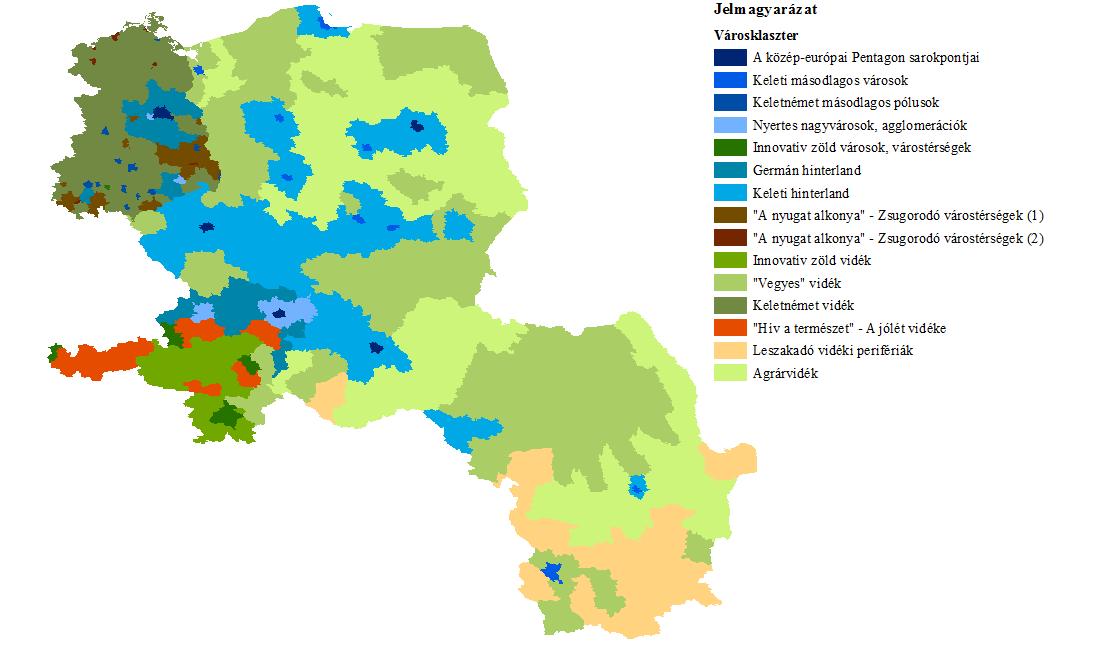 Jelmagyarázat
Városklaszter
A közép-európai Pentagon sarokpontjai
Keleti másodlagos városok
Keletnémet másodlagos pólusok
Nyertes nagyvárosok, agglomerációk
Innovatív zöld városok, várostérségek
Germán hinterland
Keleti hinterland
"A nyugat alkonya" - Zsugorodó várostérségek (1)
"A nyugat alkonya" - Zsugorodó várostérségek (2)
Innovatív zöld vidék
"Vegyes" vidék
Keletnémet vidék
"Hív a természet" - A jólét vidéke
Leszakadó vidéki perifériák
Agrárvidék